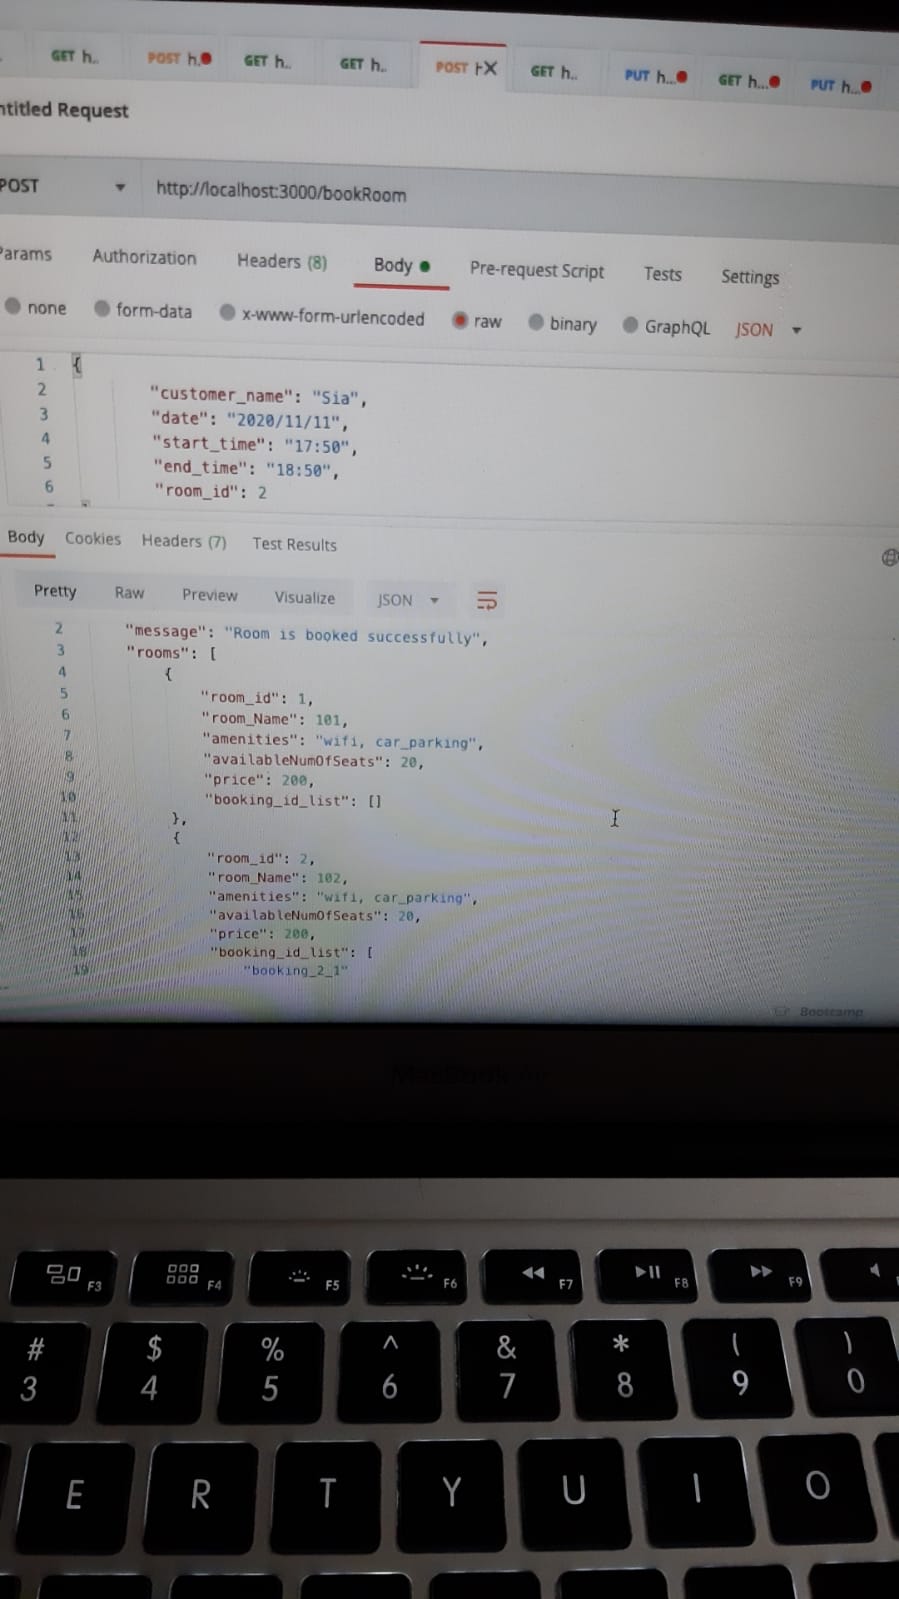 GET h.. POST h. GET h.. GET h.. POST h X GET h.. PUT h... GET h... PUT h...
ntitled Request
POST http://localhost:3000/bookRoom
Params Authorization Headers (8) Body Pre-request Script Tests Settings
none form-data x-www-form-urlencoded raw binary GraphQL JSON
1 {
2 "customer_name": "Sia",
3 "date": "2020/11/11",
4 "start_time": "17:50",
5 "end_time": "18:50",
6 "room_id": 2
Body Cookies Headers (7) Test Results
Pretty Raw Preview Visualize JSON
2 "message": "Room is booked successfully",
3 "rooms": [
4 {
5 "room_id": 1,
6 "room_Name": 101,
7 "amenities": "wifi, car_parking",
8 "availableNumOfSeats": 20,
9 "price": 200,
10 "booking_id_list": []
11 },
12 {
13 "room_id": 2,
14 "room_Name": 102,
15 "amenities": "wifi, car_parking",
16 "availableNumOfSeats": 20,
17 "price": 200,
18 "booking_id_list": [
19 "booking_2_1"
Bootcamp
MacBook Air
F3 F4 F5 F6 F7 F8 F9
# $ % ^ & * ( )
3 4 5 6 7 8 9 0
E R T Y U I O